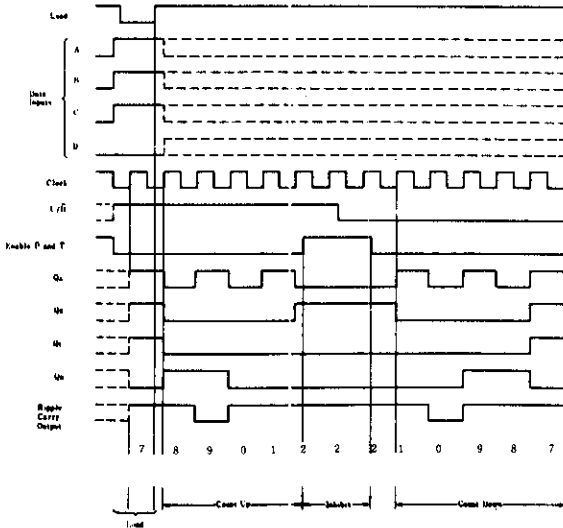 Load
A
B
Data
Inputs
C
D
Clock
U/D̄
Enable P̄ and T̄
QA
QB
QC
QD
Ripple
Carry
Output
7 8 9 0 1 2 2 2 1 0 9 8 7
Count Up
Inhibit
Count Down
Load